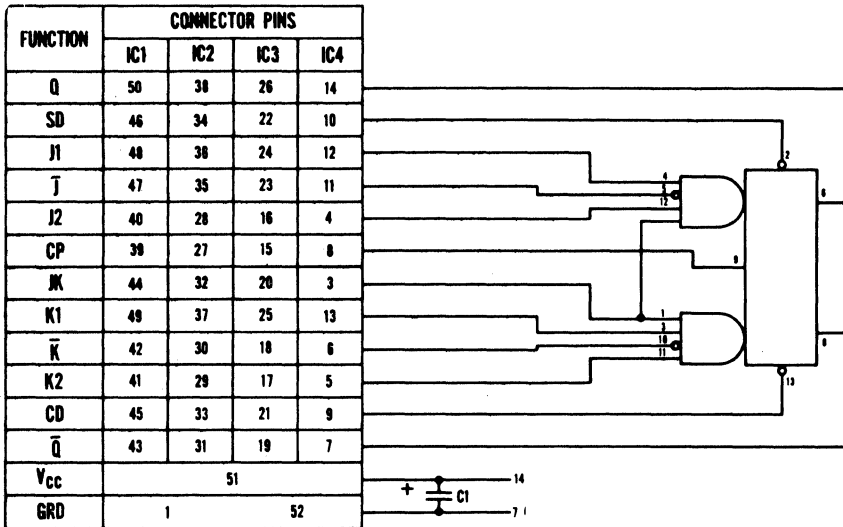 FUNCTION CONNECTOR PINS
IC1 IC2 IC3 IC4
Q 50 38 26 14
SD 46 34 22 10
J1 48 36 24 12
J̅ 47 35 23 11
J2 40 28 16 4
CP 39 27 15 8
JK 44 32 20 3
K1 49 37 25 13
K̅ 42 30 18 6
K2 41 29 17 5
CD 45 33 21 9
Q̅ 43 31 19 7
VCC 51
GRD 1 52
2
4
12
6
9
1
3
10
11
8
13
+ C1
14
7